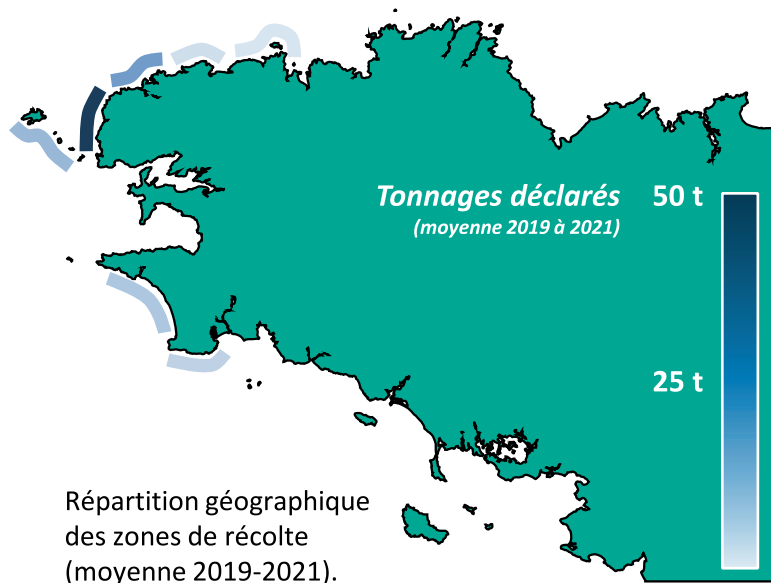 Tonnages déclarés
(moyenne 2019 à 2021)
50 t
25 t
Répartition géographique
des zones de récolte
(moyenne 2019-2021).